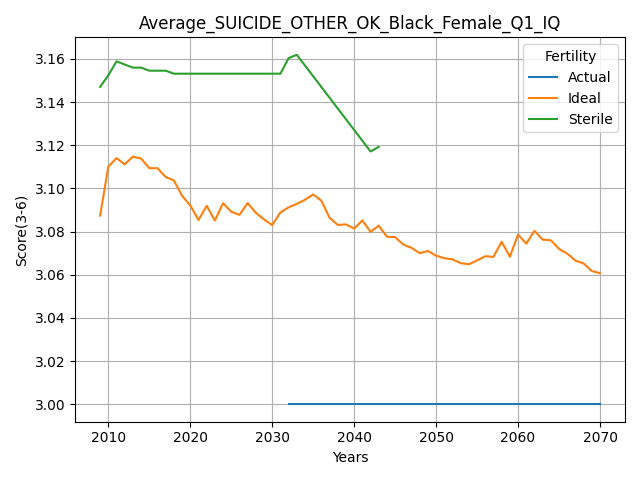 Average_SUICIDE_OTHER_OK_Black_Female_Q1_IQ
Fertility
Actual
Ideal
Sterile
Score(3-6)
3.16
3.14
3.12
3.10
3.08
3.06
3.04
3.02
3.00
2010 2020 2030 2040 2050 2060 2070
Years